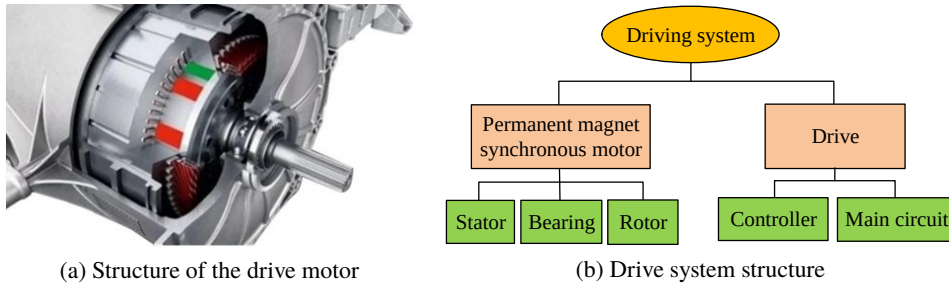 Driving system
Permanent magnet
synchronous motor
Drive
Stator
Bearing
Rotor
Controller
Main circuit
(a) Structure of the drive motor
(b) Drive system structure